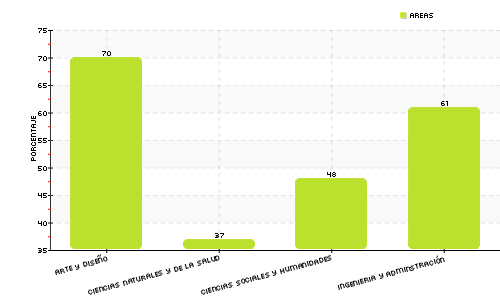 AREAS
75
70
65
60
55
50
45
40
35
PORCENTAJE
70
37
48
61
ARTE Y DISEÑO
CIENCIAS NATURALES Y DE LA SALUD
CIENCIAS SOCIALES Y HUMANIDADES
INGENIERIA Y ADMINSTRACIÓN